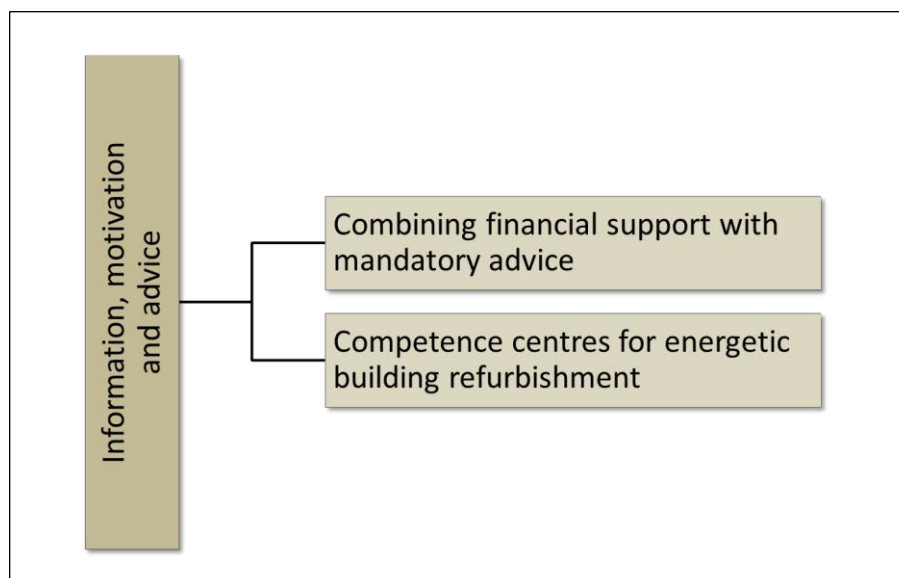 Information, motivation
and advice
Combining financial support with
mandatory advice
Competence centres for energetic
building refurbishment